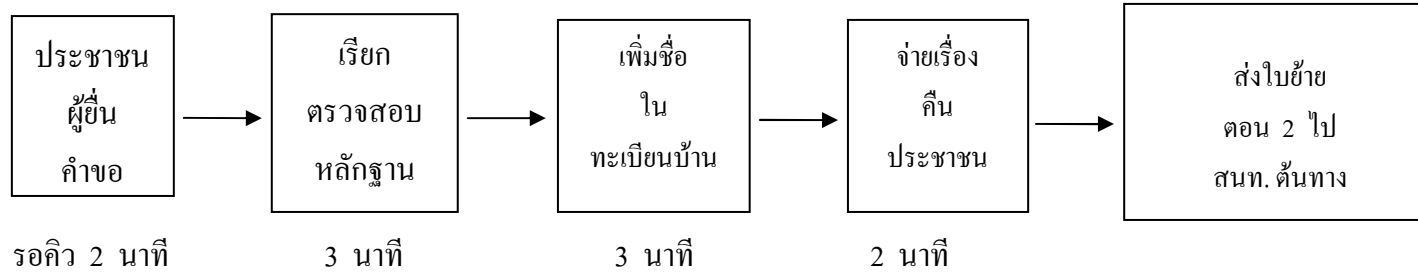 ประชาชน
ผู้ยื่น
คำขอ
เรียก
ตรวจสอบ
หลักฐาน
เพิ่มชื่อ
ใน
ทะเบียนบ้าน
จ่ายเรื่อง
คืน
ประชาชน
ส่งใบย้าย
ตอน 2 ไป
สนท. ต้นทาง
รอคิว 2 นาที
3 นาที
3 นาที
2 นาที